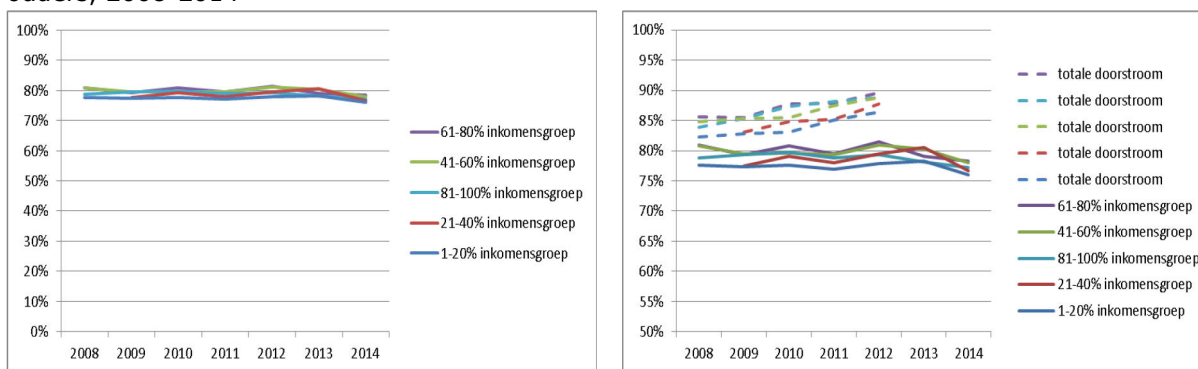 2008-2014
100%
90%
80%
70%
60%
50%
40%
30%
20%
10%
0%
2008 2009 2010 2011 2012 2013 2014
61-80% inkomensgroep
41-60% inkomensgroep
81-100% inkomensgroep
21-40% inkomensgroep
1-20% inkomensgroep
100%
95%
90%
85%
80%
75%
70%
65%
60%
55%
50%
2008 2009 2010 2011 2012 2013 2014
totale doorstroom
totale doorstroom
totale doorstroom
totale doorstroom
totale doorstroom
61-80% inkomensgroep
41-60% inkomensgroep
81-100% inkomensgroep
21-40% inkomensgroep
1-20% inkomensgroep